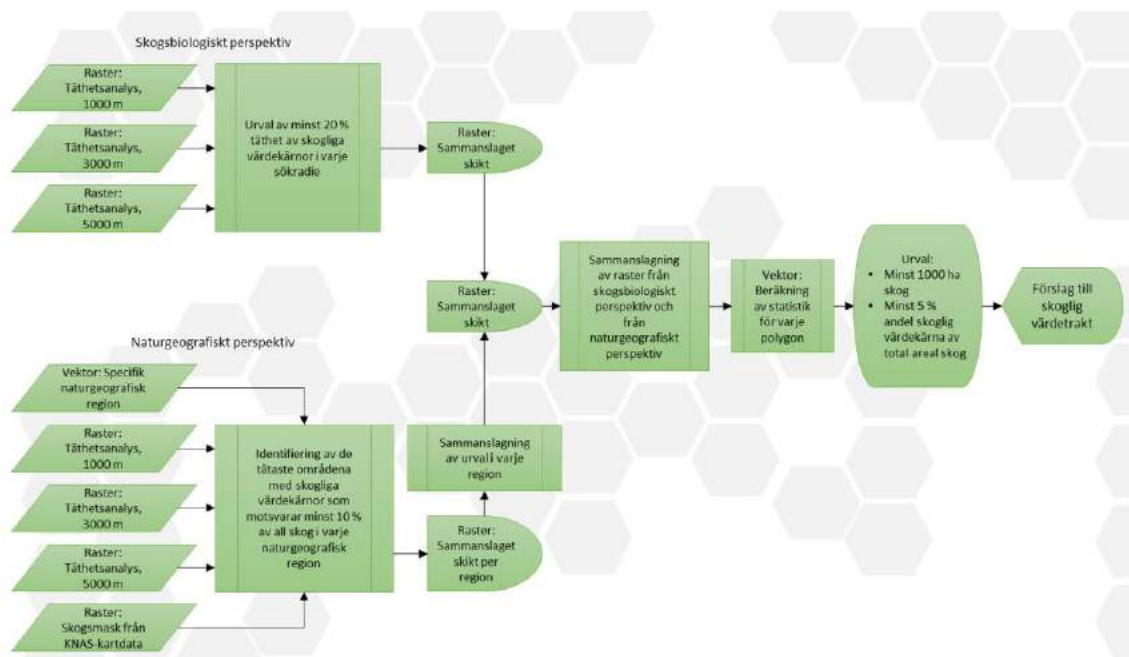 Skogsbiologiskt perspektiv
Raster:
Täthetsanalys,
1000 m
Raster:
Täthetsanalys,
3000 m
Raster:
Täthetsanalys,
5000 m
Urval av minst 20 %
täthet av skogliga
värdekärnor i varje
sökradie
Raster:
Sammanslaget
skikt
Naturgeografiskt perspektiv
Vektor: Specifik
naturgeografisk
region
Raster:
Täthetsanalys,
1000 m
Raster:
Täthetsanalys,
3000 m
Raster:
Täthetsanalys,
5000 m
Raster:
Skogsmask från
KNAS-kartdata
Identifiering av de
tätaste områdena
med skogliga
värdekärnor som
motsvarar minst 10 %
av all skog i varje
naturgeografisk
region
Raster:
Sammanslaget
skikt per
region
Sammanslagning
av urval i varje
region
Raster:
Sammanslaget
skikt
Sammanslagning
av raster från
skogsbiologiskt
perspektiv och
från
naturgeografiskt
perspektiv
Vektor:
Beräkning
av statistik
för varje
polygon
Urval:
• Minst 1000 ha
skog
• Minst 5 %
andel skoglig
värdekärna av
total areal skog
Förslag till
skoglig
värdetrakt